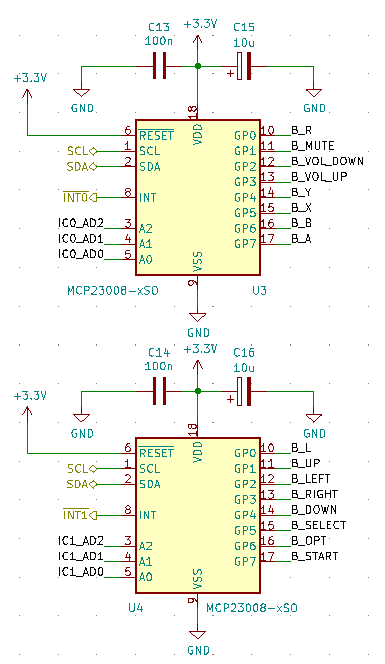 C13 +3.3V C15
100n 10u
+3.3V
GND GND
18
VDD
6 RESET GP0 10 B_R
SCL 1 SCL GP1 11 B_MUTE
SDA 2 SDA GP2 12 B_VOL_DOWN
GP3 13 B_VOL_UP
INT0 8 INT GP4 14 B_Y
GP5 15 B_X
IC0_AD2 3 A2 GP6 16 B_B
IC0_AD1 4 A1 GP7 17 B_A
IC0_AD0 5 A0
VSS
9
MCP23008-xSO U3
GND
C14 +3.3V C16
100n 10u
+3.3V
GND GND
18
VDD
6 RESET GP0 10 B_L
SCL 1 SCL GP1 11 B_UP
SDA 2 SDA GP2 12 B_LEFT
GP3 13 B_RIGHT
INT1 8 INT GP4 14 B_DOWN
GP5 15 B_SELECT
IC1_AD2 3 A2 GP6 16 B_OPT
IC1_AD1 4 A1 GP7 17 B_START
IC1_AD0 5 A0
VSS
9
U4 MCP23008-xSO
GND